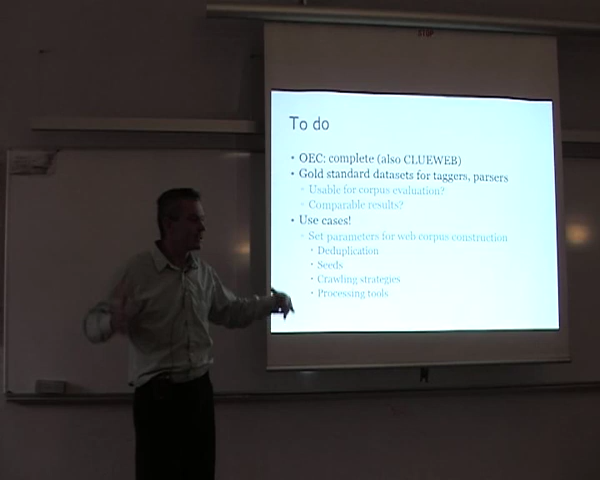 STOP
To do
• OEC: complete (also CLUEWEB)
• Gold standard datasets for taggers, parsers
◦ Usable for corpus evaluation?
◦ Comparable results?
• Use cases!
◦ Set parameters for web corpus construction
• Deduplication
• Seeds
• Crawling strategies
• Processing tools